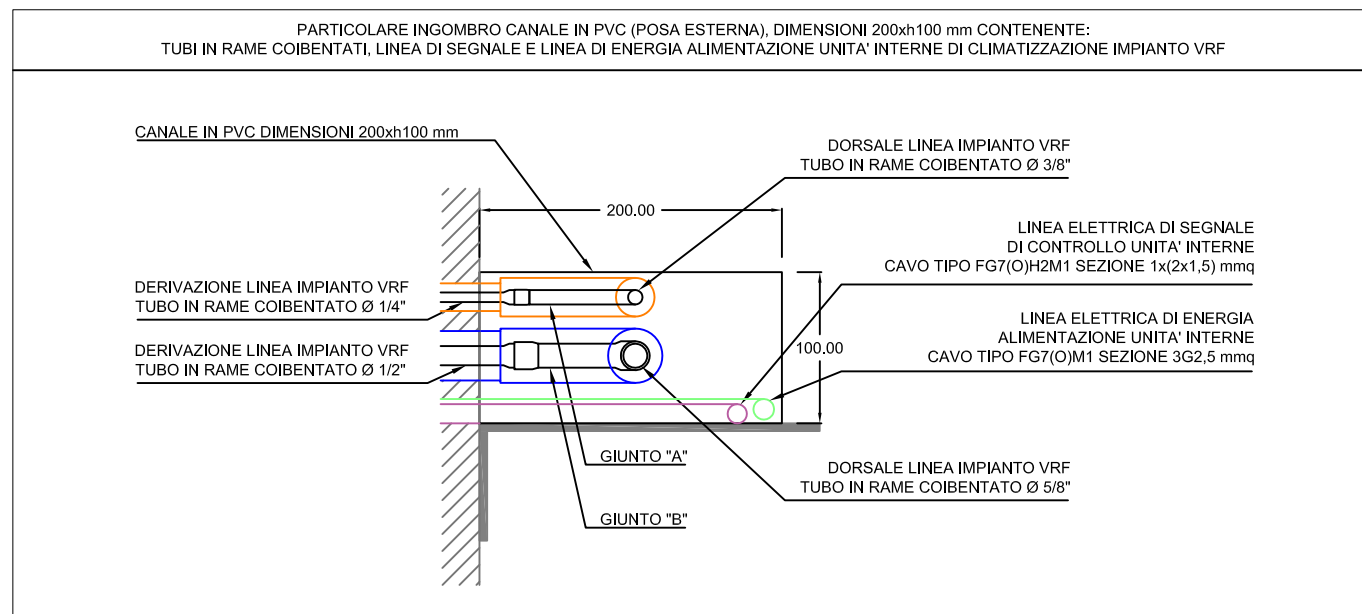 PARTICOLARE INGOMBRO CANALE IN PVC (POSA ESTERNA), DIMENSIONI 200xh100 mm CONTENENTE:
TUBI IN RAME COIBENTATI, LINEA DI SEGNALE E LINEA DI ENERGIA ALIMENTAZIONE UNITA' INTERNE DI CLIMATIZZAZIONE IMPIANTO VRF
CANALE IN PVC DIMENSIONI 200xh100 mm
DORSALE LINEA IMPIANTO VRF
TUBO IN RAME COIBENTATO Ø 3/8"
200.00
LINEA ELETTRICA DI SEGNALE
DI CONTROLLO UNITA' INTERNE
CAVO TIPO FG7(O)H2M1 SEZIONE 1x(2x1,5) mmq
DERIVAZIONE LINEA IMPIANTO VRF
TUBO IN RAME COIBENTATO Ø 1/4"
LINEA ELETTRICA DI ENERGIA
ALIMENTAZIONE UNITA' INTERNE
CAVO TIPO FG7(O)M1 SEZIONE 3G2,5 mmq
100.00
DERIVAZIONE LINEA IMPIANTO VRF
TUBO IN RAME COIBENTATO Ø 1/2"
GIUNTO "A"
DORSALE LINEA IMPIANTO VRF
TUBO IN RAME COIBENTATO Ø 5/8"
GIUNTO "B"